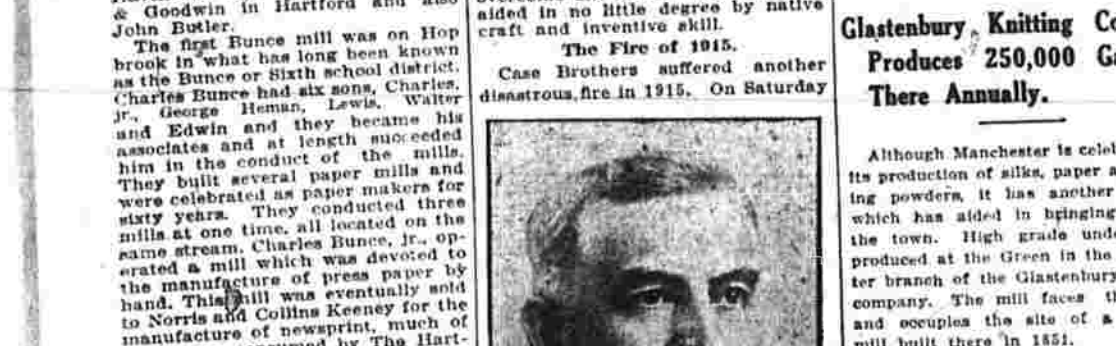 & Goodwin in Hartford and also
John Butler.
The first Bunce mill was on Hop
brook in what has long been known
as the Bunce or Sixth school district.
Charles Bunce had six sons, Charles,
jr., George Heman, Lewis, Walter
and Edwin and they became his
associates and at length succeeded
him in the conduct of the mills.
They built several paper mills and
were celebrated as paper makers for
sixty years. They conducted three
mills at one time, all located on the
same stream. Charles Bunce, jr., op-
erated a mill which was devoted to
the manufacture of press paper by
hand. This mill was eventually sold
to Norris and Collins Keeney for the
manufacture of newsprint, much of
by The Hart-
aided in no little degree by native
craft and inventive skill.
The Fire of 1915.
Case Brothers suffered another
disastrous fire in 1915. On Saturday
Glastenbury Knitting
Produces 250,000
There Annually.
Although Manchester is
its production of silks, paper
ing powders, it has another
which has aided in bringing
the town. High grade
produced at the Green in the
ter branch of the Glastenbury
company. The mill faces
and occupies the site of a
mill built there in 1851.